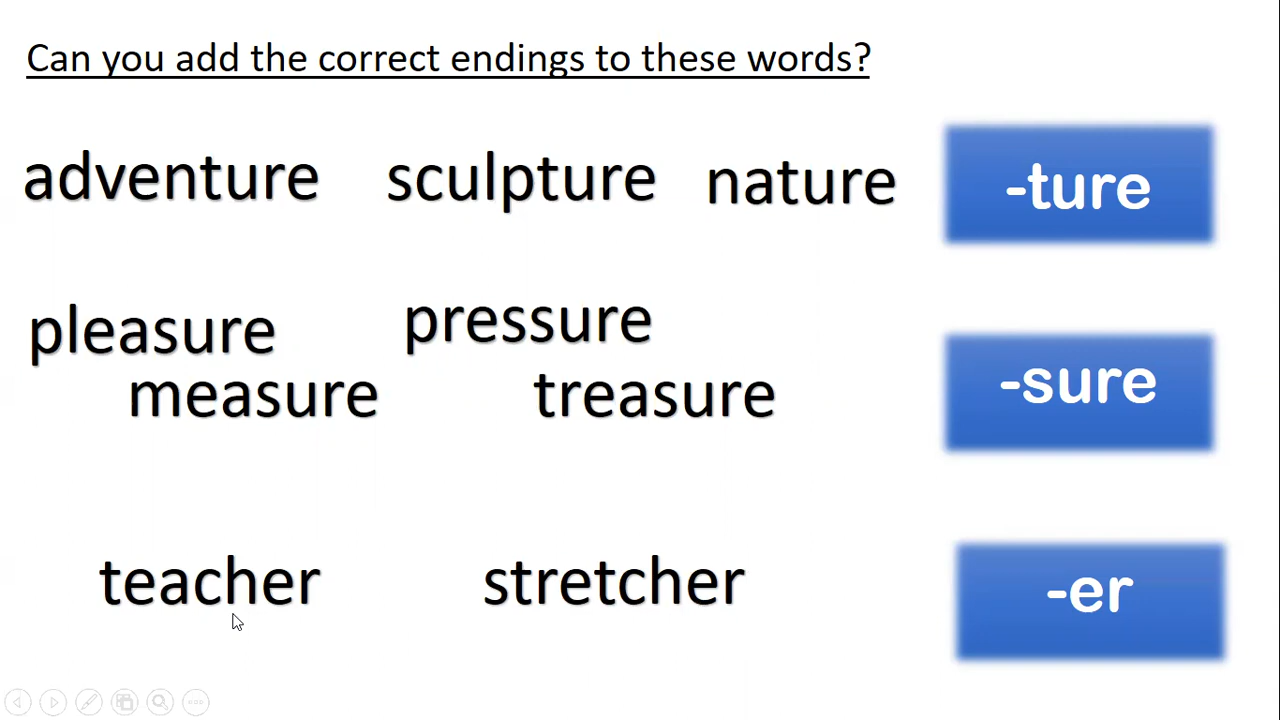 Can you add the correct endings to these words?
adventure sculpture nature -ture
pleasure pressure
measure treasure -sure
teacher stretcher -er